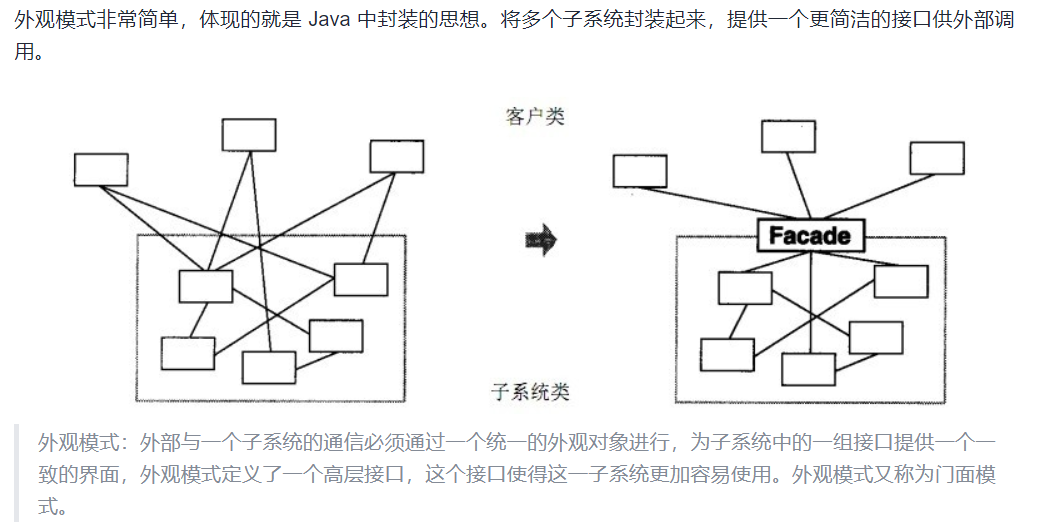 外观模式非常简单，体现的就是 Java 中封装的思想。将多个子系统封装起来，提供一个更简洁的接口供外部调
用。
客户类
Facade
子系统类
外观模式：外部与一个子系统的通信必须通过一个统一的外观对象进行，为子系统中的一组接口提供一个一
致的界面，外观模式定义了一个高层接口，这个接口使得这一子系统更加容易使用。外观模式又称为门面模
式。